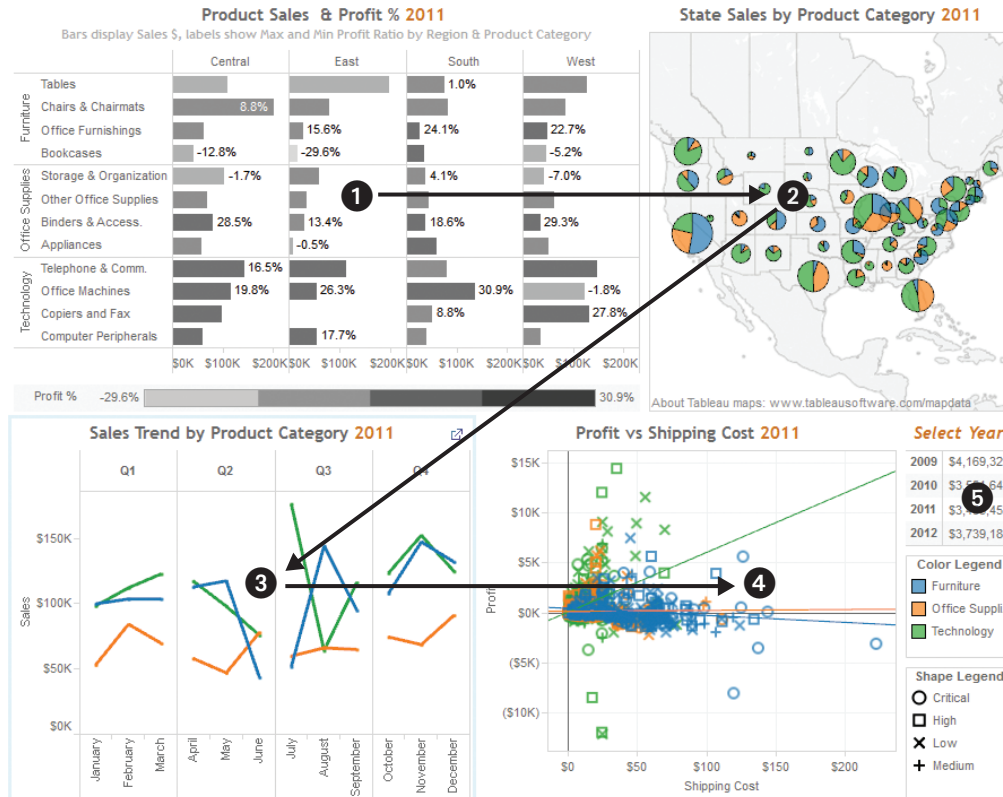 Product Sales & Profit % 2011
Bars display Sales $, labels show Max and Min Profit Ratio by Region & Product Category
Central East South West
Furniture
Tables 1.0%
Chairs & Chairmats 8.8%
Office Furnishings 15.6% 24.1% 22.7%
Bookcases -12.8% -29.6% -5.2%
Office Supplies
Storage & Organization -1.7% 4.1% -7.0%
Other Office Supplies
Binders & Access. 28.5% 13.4% 18.6% 29.3%
Appliances -0.5%
Technology
Telephone & Comm. 16.5%
Office Machines 19.8% 26.3% 30.9% -1.8%
Copiers and Fax 8.8% 27.8%
Computer Peripherals 17.7%
$0K $100K $200K $0K $100K $200K $0K $100K $200K $0K $100K $200K
Profit % -29.6% 30.9%
1
State Sales by Product Category 2011
2
About Tableau maps: www.tableausoftware.com/mapdata
Sales Trend by Product Category 2011
Q1 Q2 Q3 Q4
Sales
$150K
$100K
$50K
$0K
3
January February March April May June July August September October November December
Profit vs Shipping Cost 2011
Profit
$15K
$10K
$5K
$0K
($5K)
($10K)
4
$0 $50 $100 $150 $200
Shipping Cost
Select Year
2009 $4,169,32
2010
2011
2012 $3,739,18
5
Color Legend
Furniture
Office Suppli
Technology
Shape Legend
Critical
High
Low
Medium